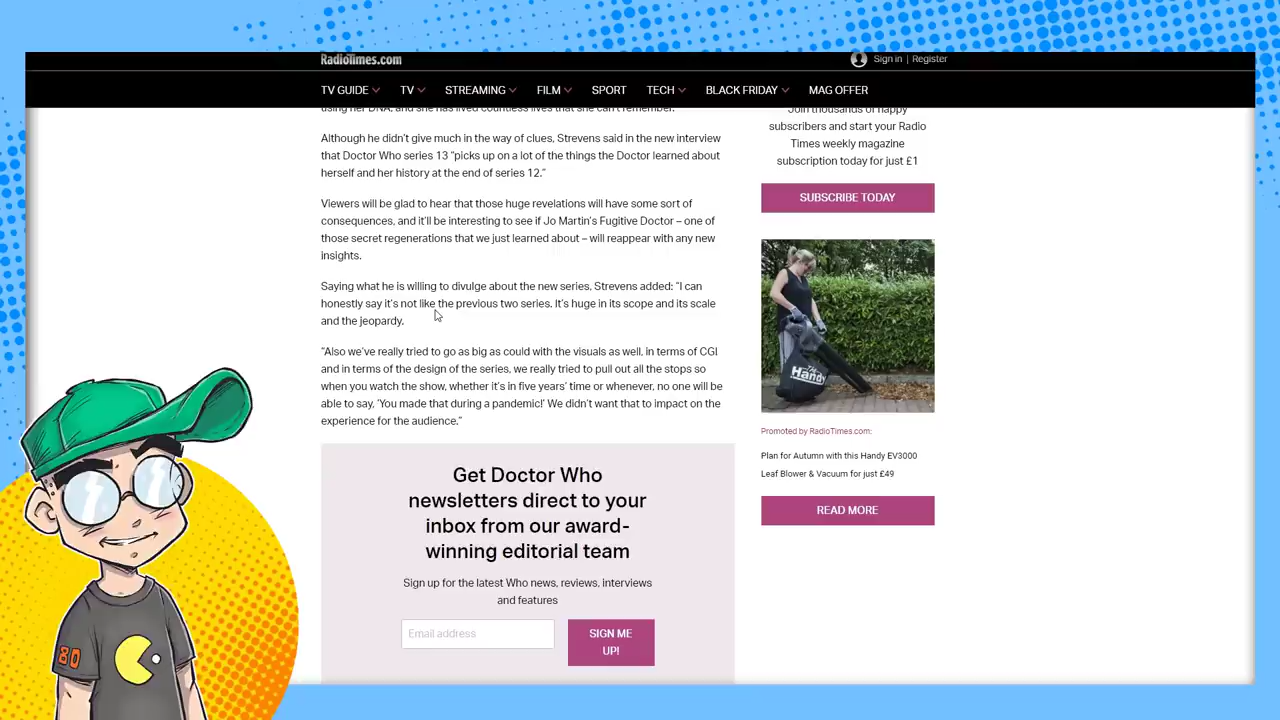 RadioTimes.com
Sign in | Register
TV GUIDE
TV
STREAMING
FILM
SPORT
TECH
BLACK FRIDAY
MAG OFFER
using her DNA, and she has lived countless lives that she can't remember.
Although he didn't give much in the way of clues, Strevens said in the new interview
that Doctor Who series 13 "picks up on a lot of the things the Doctor learned about
herself and her history at the end of series 12."
Viewers will be glad to hear that those huge revelations will have some sort of
consequences, and it'll be interesting to see if Jo Martin's Fugitive Doctor – one of
those secret regenerations that we just learned about – will reappear with any new
insights.
Saying what he is willing to divulge about the new series, Strevens added: "I can
honestly say it's not like the previous two series. It's huge in its scope and its scale
and the jeopardy.
"Also we've really tried to go as big as could with the visuals as well, in terms of CGI
and in terms of the design of the series, we really tried to pull out all the stops so
when you watch the show, whether it's in five years' time or whenever, no one will be
able to say, 'You made that during a pandemic!' We didn't want that to impact on the
experience for the audience."
Get Doctor Who
newsletters direct to your
inbox from our award-
winning editorial team
Sign up for the latest Who news, reviews, interviews
and features
Email address
SIGN ME
UP!
Join thousands of happy
subscribers and start your Radio
Times weekly magazine
subscription today for just £1
SUBSCRIBE TODAY
The
Handy
Promoted by RadioTimes.com:
Plan for Autumn with this Handy EV3000
Leaf Blower & Vacuum for just £49
READ MORE
80